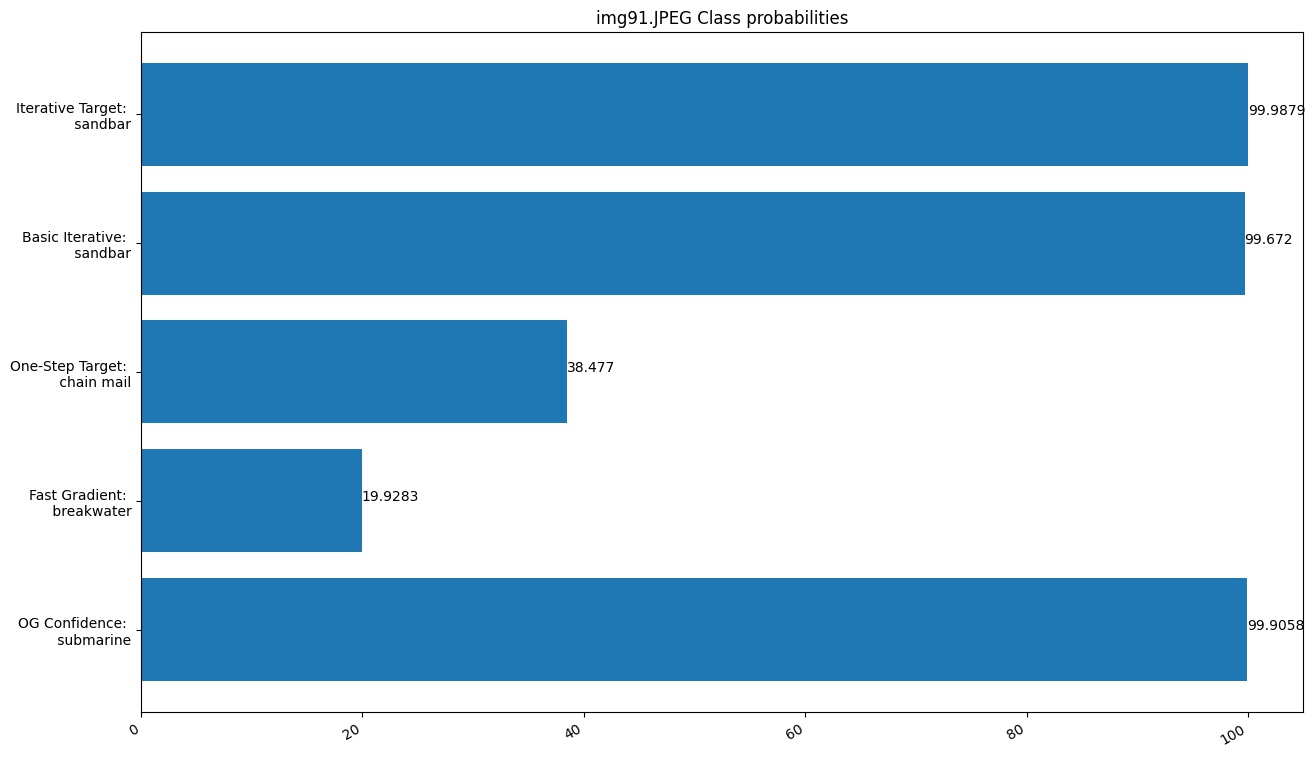 img91.JPEG Class probabilities
Iterative Target:
sandbar
99.9879
Basic Iterative:
sandbar
99.672
One-Step Target:
chain mail
38.477
Fast Gradient:
breakwater
19.9283
OG Confidence:
submarine
99.9058
0
20
40
60
80
100